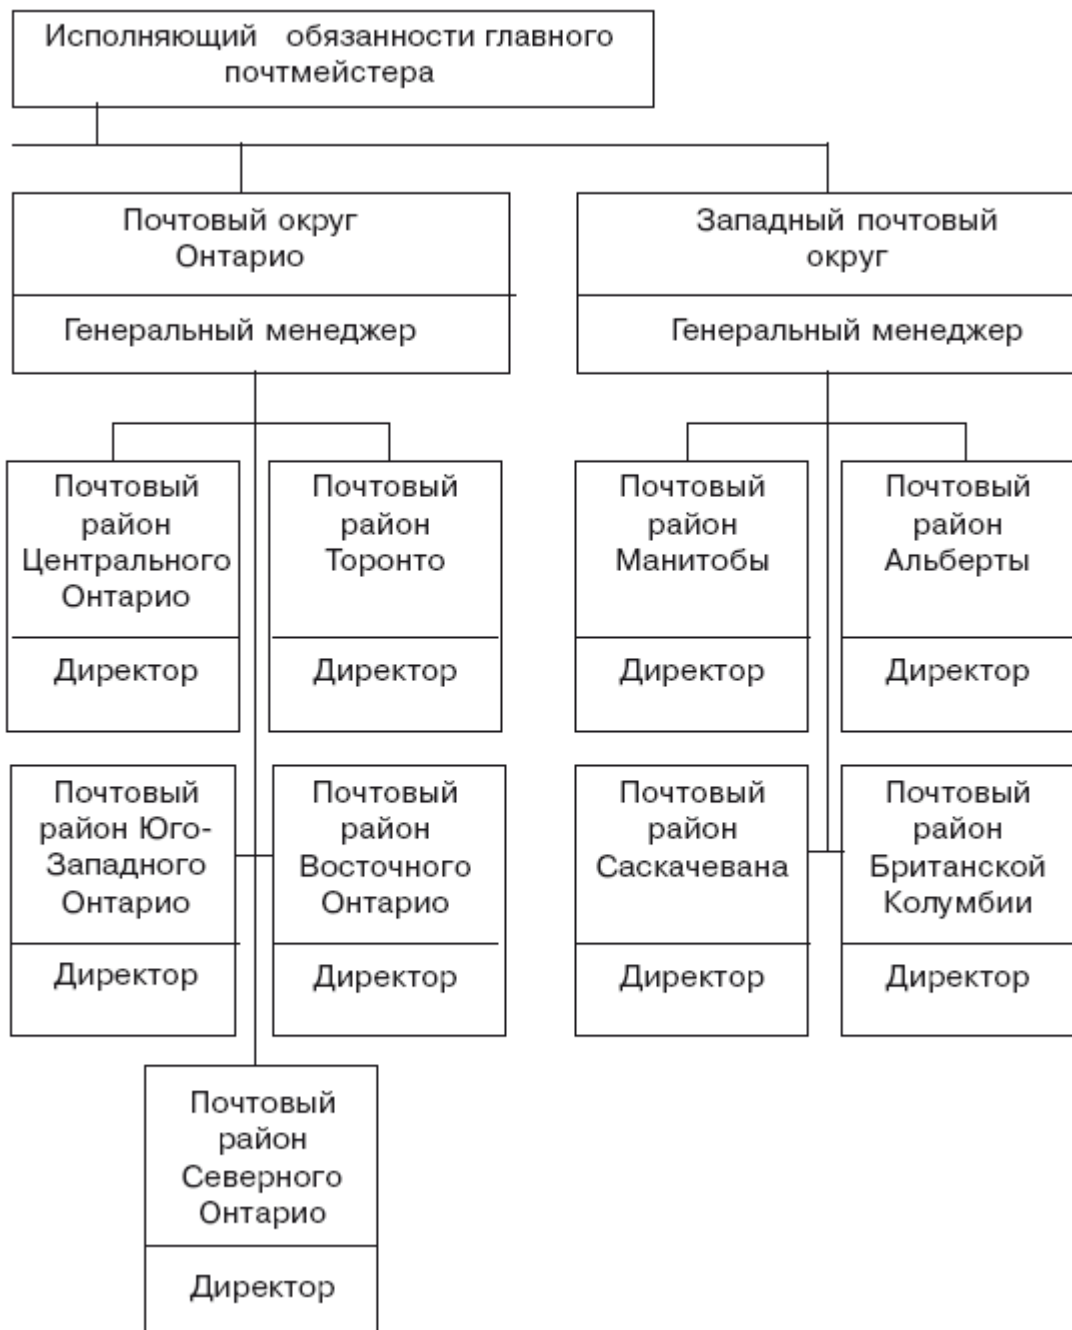 Исполняющий обязанности главного
почтмейстера
Почтовый округ
Онтарио
Генеральный менеджер
Западный почтовый
округ
Генеральный менеджер
Почтовый
район
Центрального
Онтарио
Директор
Почтовый
район
Торонто
Директор
Почтовый
район
Манитобы
Директор
Почтовый
район
Альберты
Директор
Почтовый
район Юго-
Западного
Онтарио
Директор
Почтовый
район
Восточного
Онтарио
Директор
Почтовый
район
Саскачевана
Директор
Почтовый
район
Британской
Колумбии
Директор
Почтовый
район
Северного
Онтарио
Директор